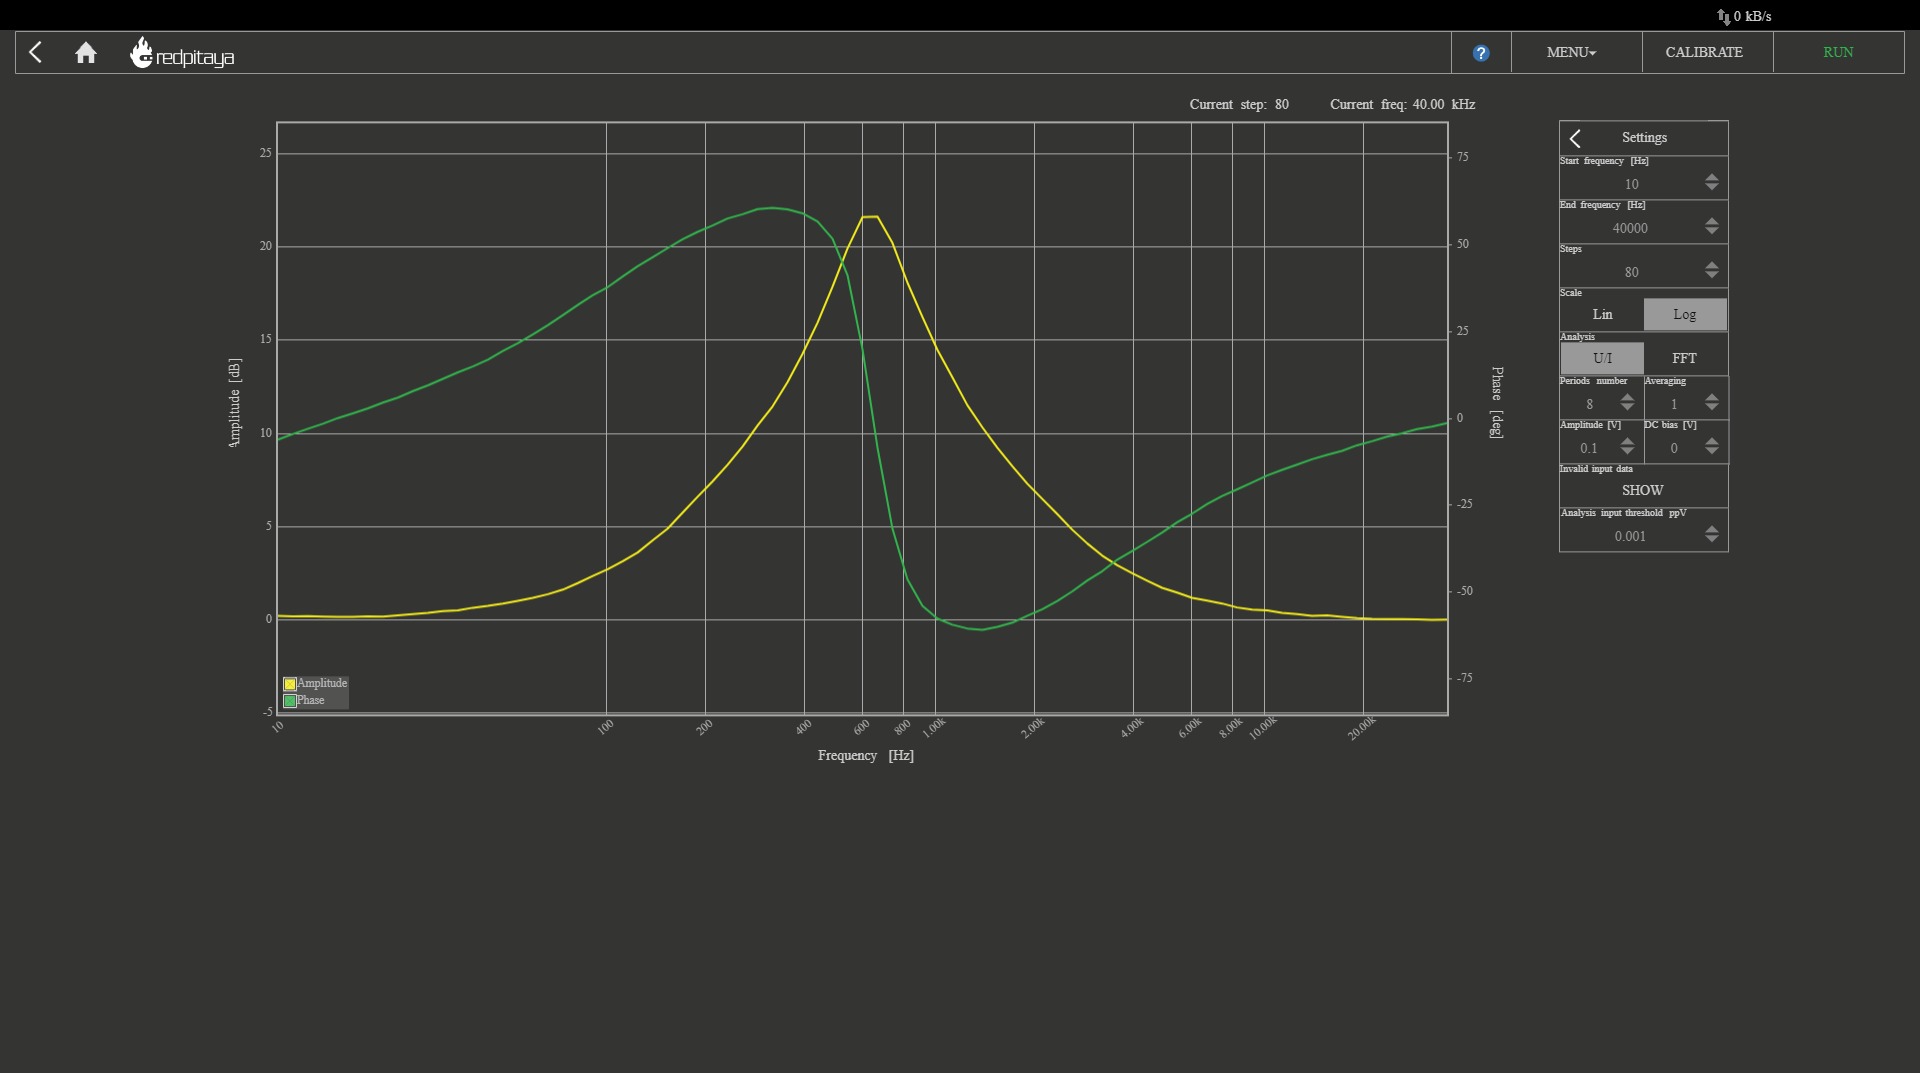 0 kB/s
redpitaya
?
MENU
CALIBRATE
RUN
Current step: 80
Current freq: 40.00 kHz
25
20
15
10
5
0
-5
Amplitude [dB]
75
50
25
0
-25
-50
-75
Phase [deg]
Amplitude
Phase
10
100
200
400
600
800
1.00k
2.00k
4.00k
6.00k
8.00k
10.00k
20.00k
Frequency [Hz]
Settings
Start frequency [Hz]
10
End frequency [Hz]
40000
Steps
80
Scale
Lin Log
Analysis
U/I FFT
Periods number Averaging
8 1
Amplitude [V] DC bias [V]
0.1 0
Invalid input data
SHOW
Analysis input threshold ppV
0.001